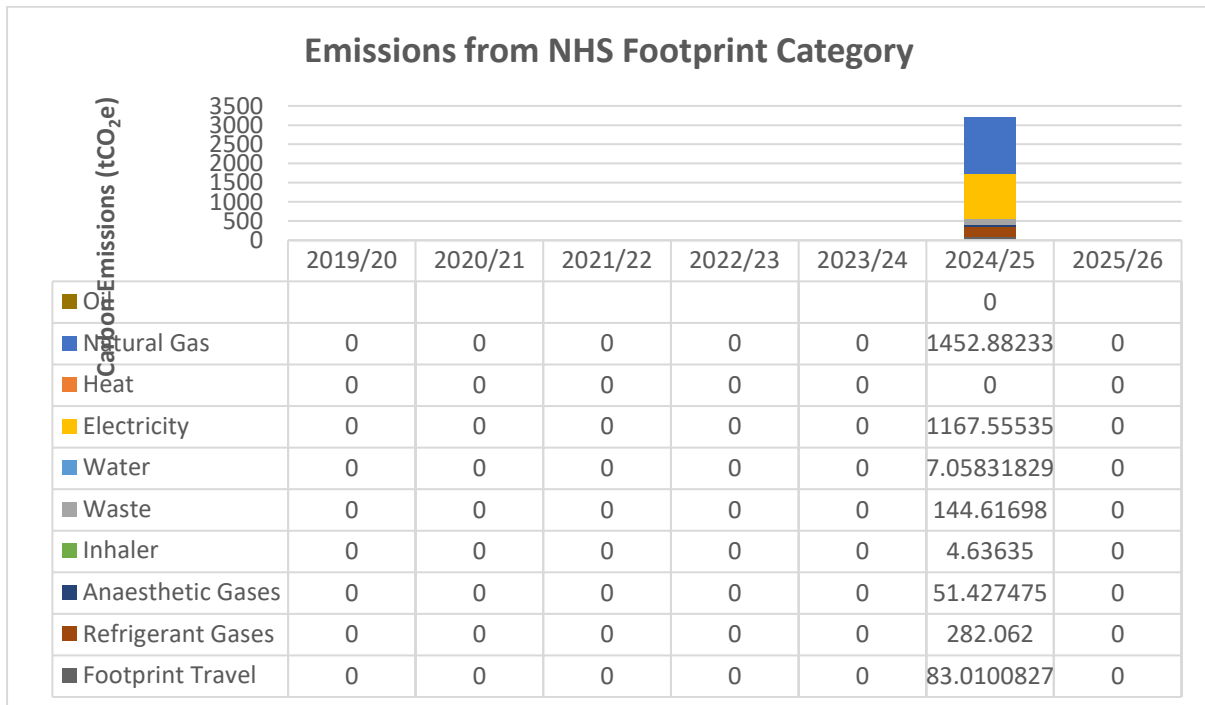 Emissions from NHS Footprint Category
Carbon Emissions (tCO₂e)
3500
3000
2500
2000
1500
1000
500
0
2019/20 2020/21 2021/22 2022/23 2023/24 2024/25 2025/26
Oil 0
Natural Gas 0 0 0 0 0 1452.88233 0
Heat 0 0 0 0 0 0 0
Electricity 0 0 0 0 0 1167.55535 0
Water 0 0 0 0 0 7.05831829 0
Waste 0 0 0 0 0 144.61698 0
Inhaler 0 0 0 0 0 4.63635 0
Anaesthetic Gases 0 0 0 0 0 51.427475 0
Refrigerant Gases 0 0 0 0 0 282.062 0
Footprint Travel 0 0 0 0 0 83.0100827 0